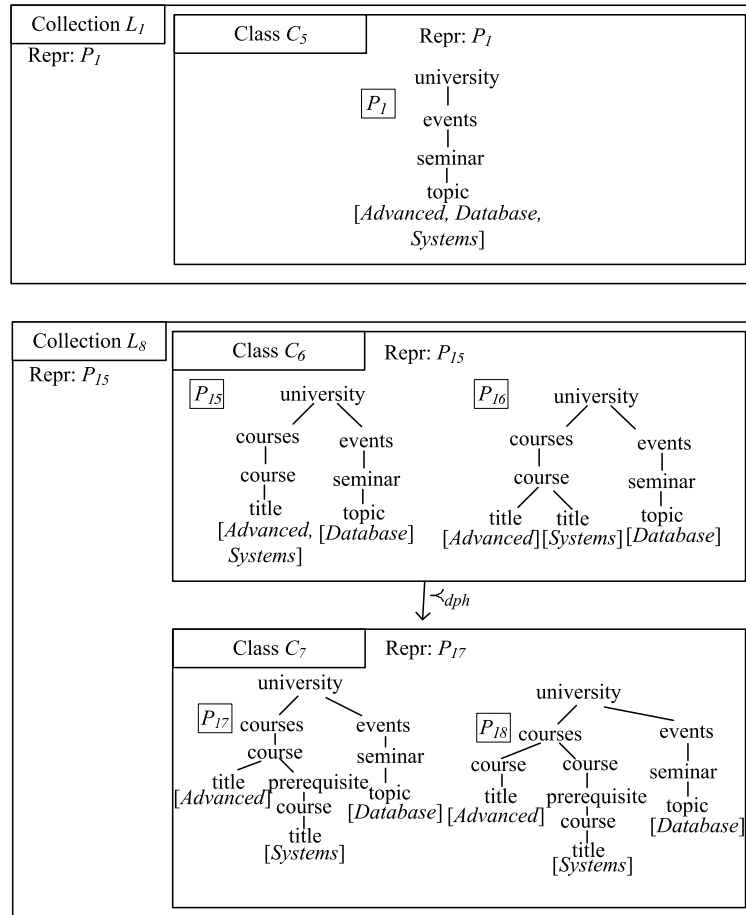 Collection L1
Repr: P1
Class C5
Repr: P1
university
P1
events
seminar
topic
[Advanced, Database,
Systems]
Collection L8
Repr: P15
Class C6
Repr: P15
P15
university
courses
events
course
seminar
title
topic
[Advanced,
[Database]
Systems]
P16
university
courses
events
course
seminar
title
title
topic
[Advanced]
[Systems]
[Database]
≺dph
Class C7
Repr: P17
university
P17
courses
events
course
seminar
title
prerequisite
topic
[Advanced]
course
[Database]
title
[Systems]
university
P18
courses
events
course
course
seminar
title
prerequisite
topic
[Advanced]
course
[Database]
title
[Systems]